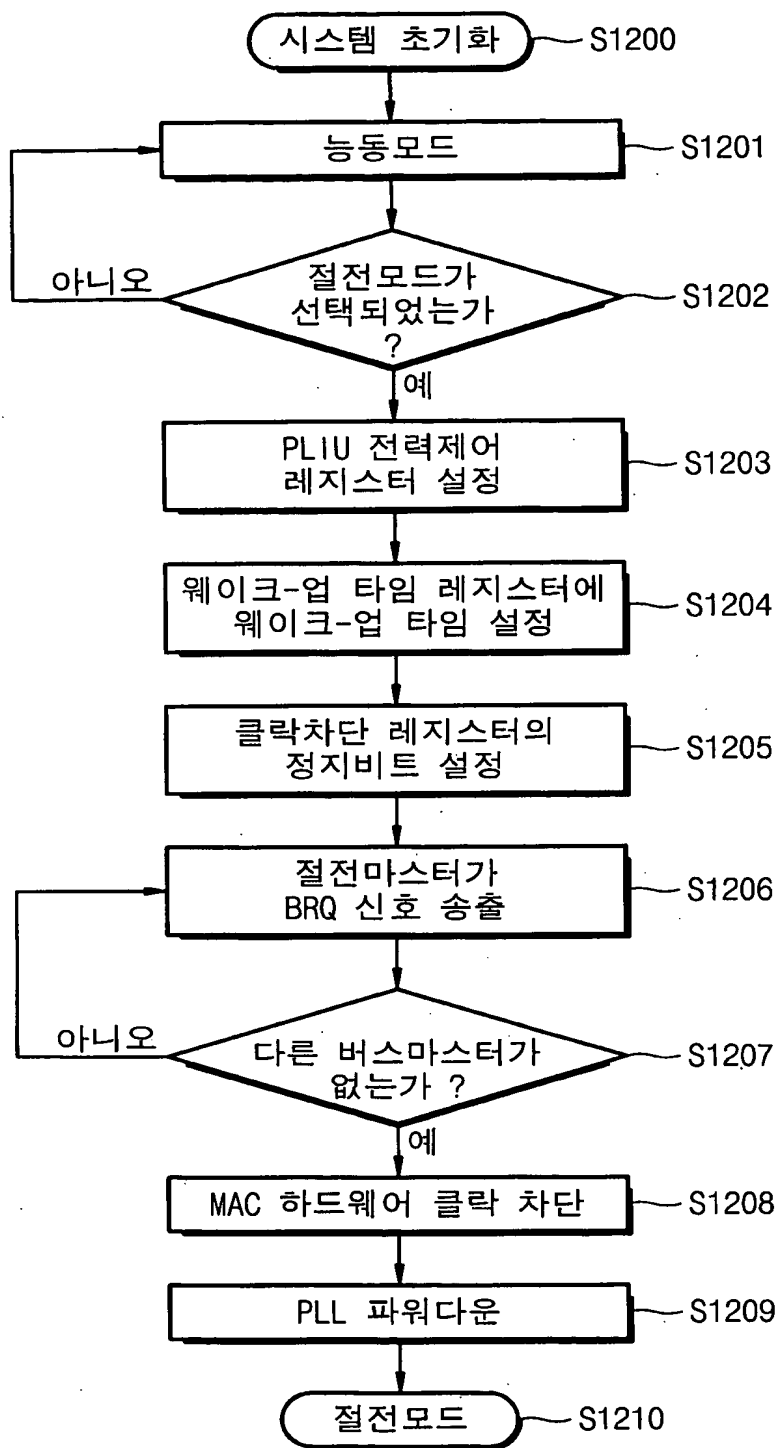 시스템 초기화
S1200
능동모드
S1201
절전모드가
선택되었는가
?
S1202
아니오
예
PLIU 전력제어
레지스터 설정
S1203
웨이크-업 타임 레지스터에
웨이크-업 타임 설정
S1204
클락차단 레지스터의
정지비트 설정
S1205
절전마스터가
BRQ 신호 송출
S1206
다른 버스마스터가
없는가 ?
S1207
아니오
예
MAC 하드웨어 클락 차단
S1208
PLL 파워다운
S1209
절전모드
S1210